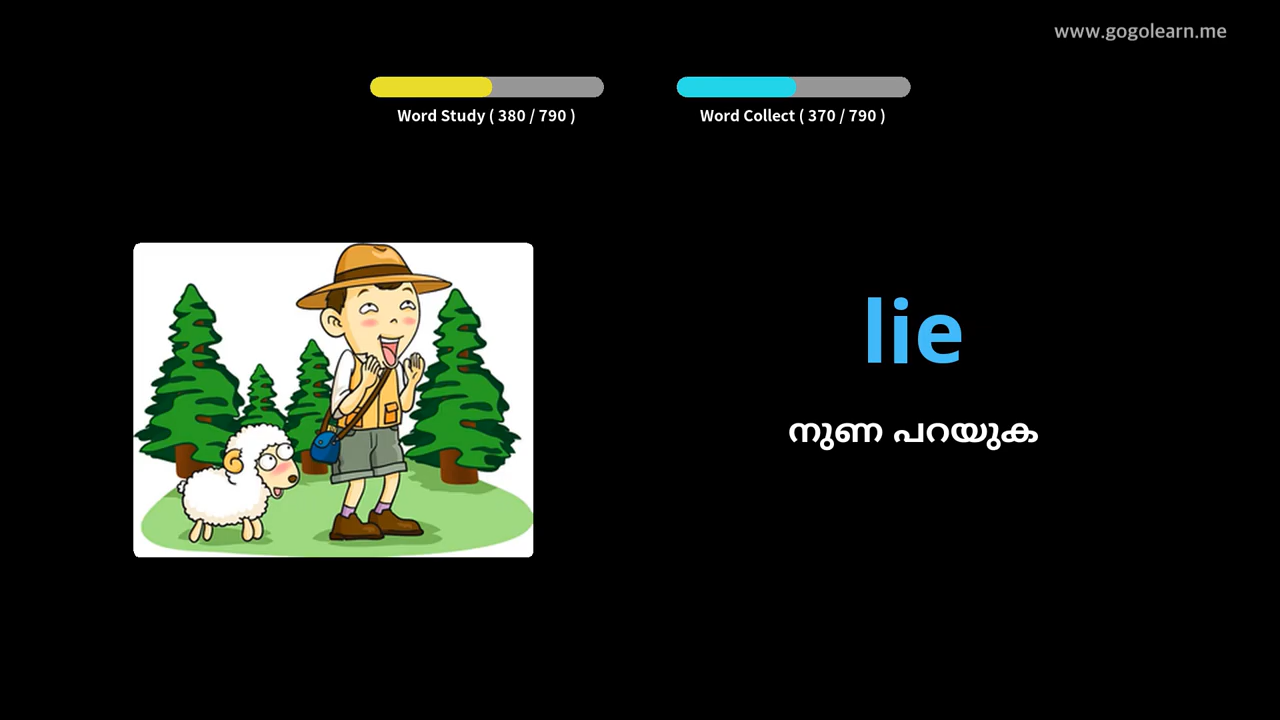 www.gogolearn.me
Word Study ( 380 / 790 )
Word Collect ( 370 / 790 )
lie
നുണ പറയുക